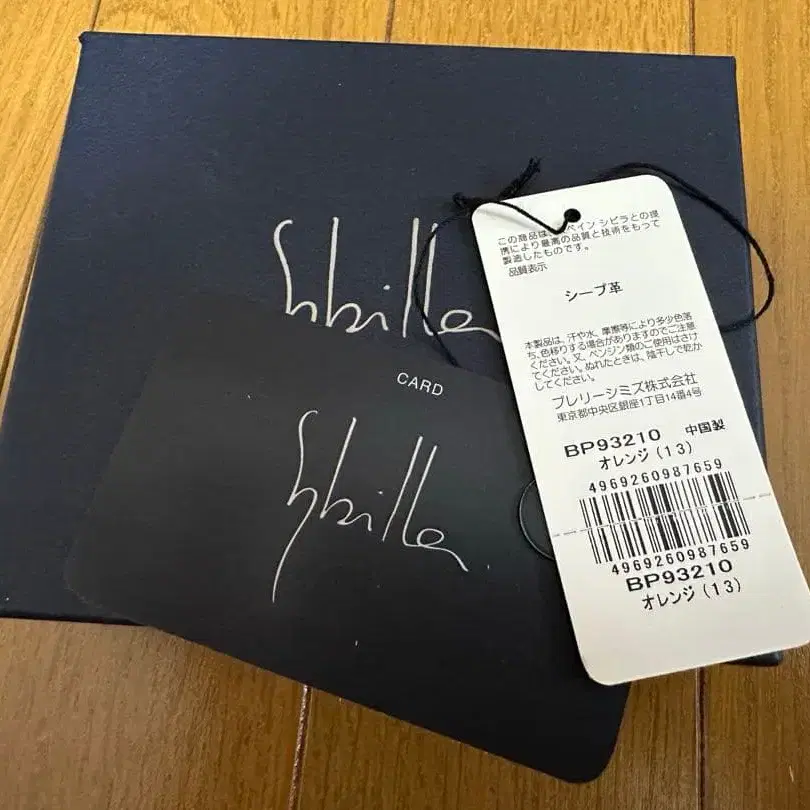 Sybilla
CARD
Sybilla
この商品は、スペイン シビラとの提
携により最高の品質と技術をもって
製造したものです。
品質表示
シープ革
本製品は、汗や水、摩擦等により多少色落
ち、色移りする場合がありますのでご注意
ください。又、ベンジン類のご使用はさけ
てください。ぬれたときは、陰干しで乾か
してください。
プレリーシミズ株式会社
東京都中央区銀座1丁目14番4号
BP93210 中国製
オレンジ(13)
4969260987659
4969260987659
BP93210
オレンジ(13)